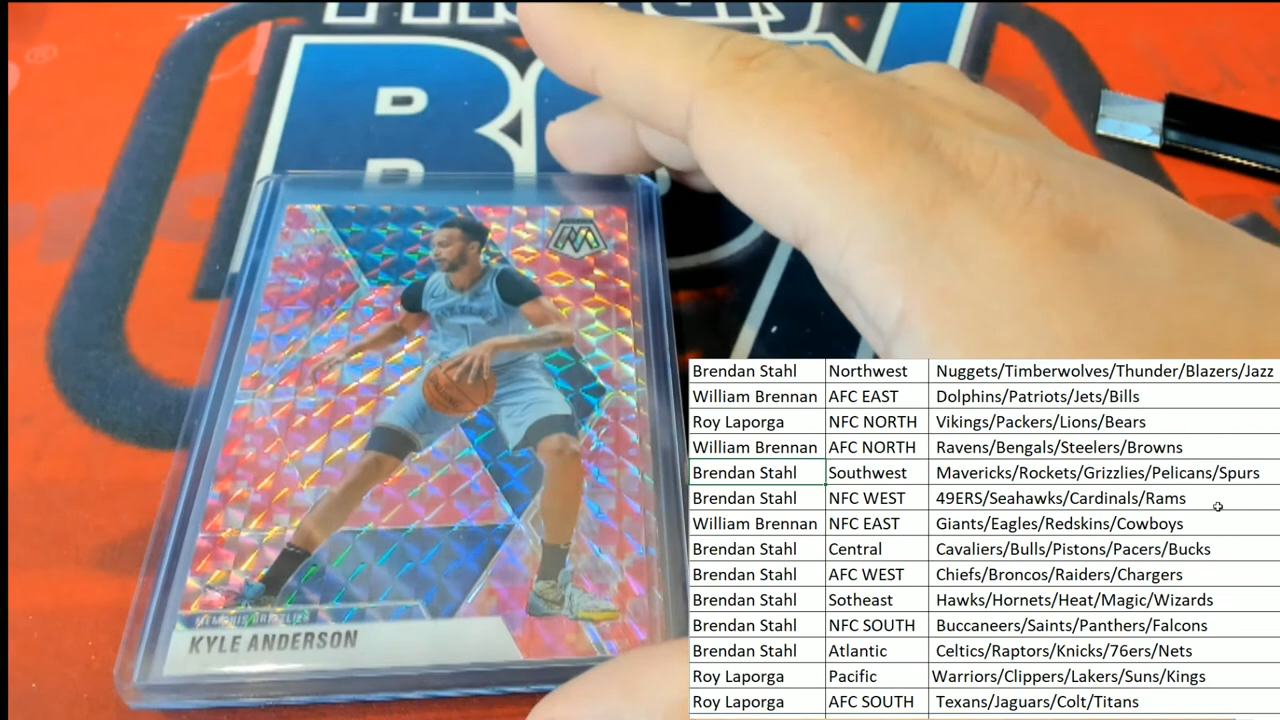 MEMPHIS GRIZZLIES
KYLE ANDERSON
Brendan Stahl Northwest Nuggets/Timberwolves/Thunder/Blazers/Jazz
William Brennan AFC EAST Dolphins/Patriots/Jets/Bills
Roy Laporga NFC NORTH Vikings/Packers/Lions/Bears
William Brennan AFC NORTH Ravens/Bengals/Steelers/Browns
Brendan Stahl Southwest Mavericks/Rockets/Grizzlies/Pelicans/Spurs
Brendan Stahl NFC WEST 49ERS/Seahawks/Cardinals/Rams
William Brennan NFC EAST Giants/Eagles/Redskins/Cowboys
Brendan Stahl Central Cavaliers/Bulls/Pistons/Pacers/Bucks
Brendan Stahl AFC WEST Chiefs/Broncos/Raiders/Chargers
Brendan Stahl Sotheast Hawks/Hornets/Heat/Magic/Wizards
Brendan Stahl NFC SOUTH Buccaneers/Saints/Panthers/Falcons
Brendan Stahl Atlantic Celtics/Raptors/Knicks/76ers/Nets
Roy Laporga Pacific Warriors/Clippers/Lakers/Suns/Kings
Roy Laporga AFC SOUTH Texans/Jaguars/Colt/Titans